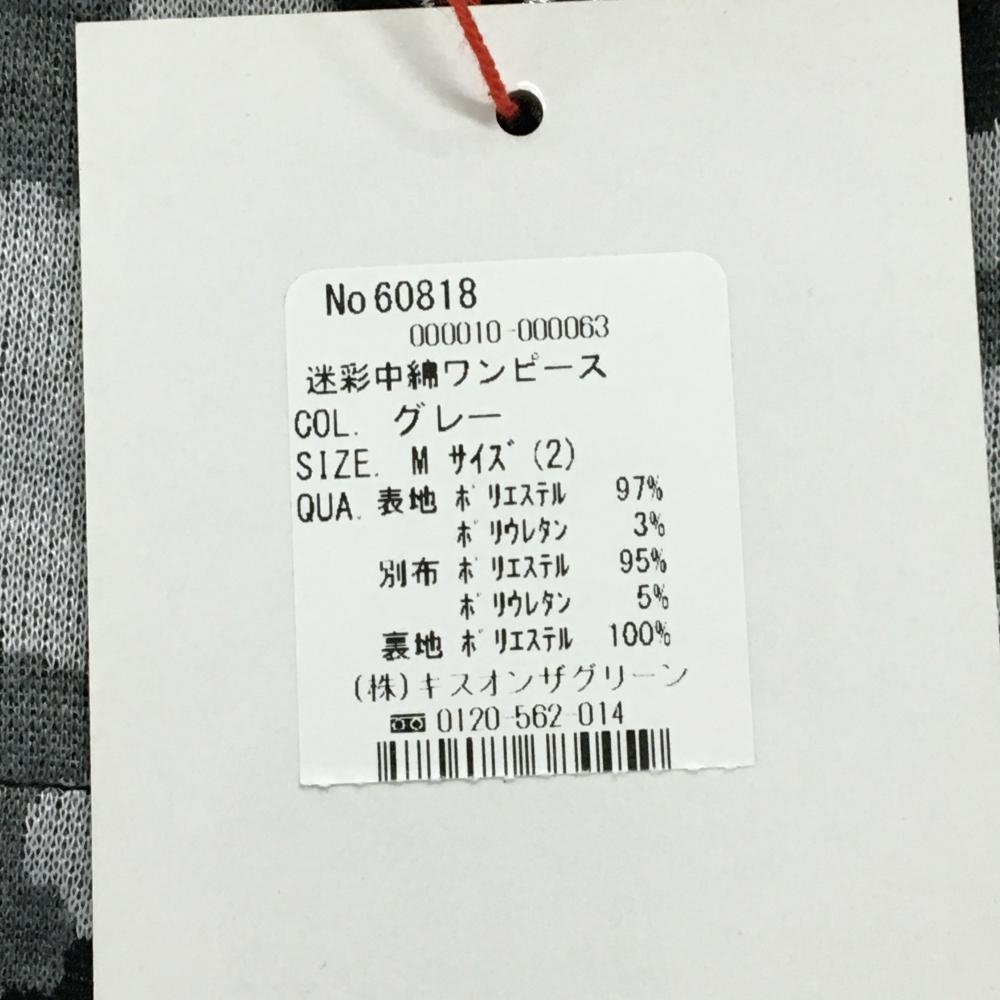 No 60818
000010-000063
迷彩中綿ワンピース
COL. グレー
SIZE. M ｻｲｽﾞ (2)
QUA. 表地 ﾎﾟﾘｴｽﾃﾙ 97%
ﾎﾟﾘｳﾚﾀﾝ 3%
別布 ﾎﾟﾘｴｽﾃﾙ 95%
ﾎﾟﾘｳﾚﾀﾝ 5%
裏地 ﾎﾟﾘｴｽﾃﾙ 100%
(株)キスオンザグリーン
0120-562-014